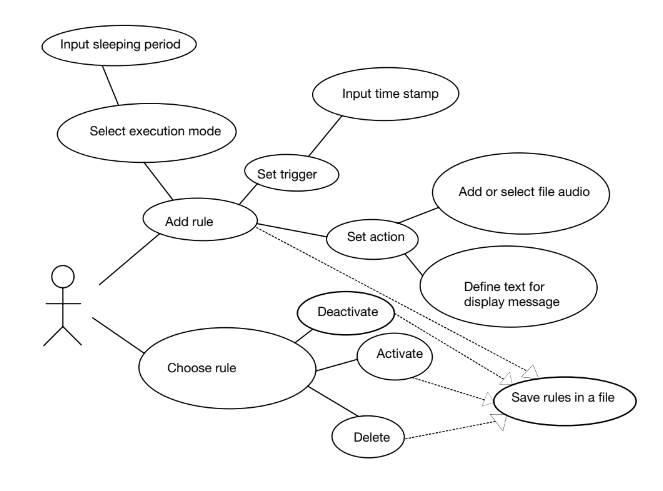 Input sleeping period
Input time stamp
Select execution mode
Set trigger
Add or select file audio
Add rule
Set action
Define text for
display message
Deactivate
Activate
Choose rule
Save rules in a file
Delete